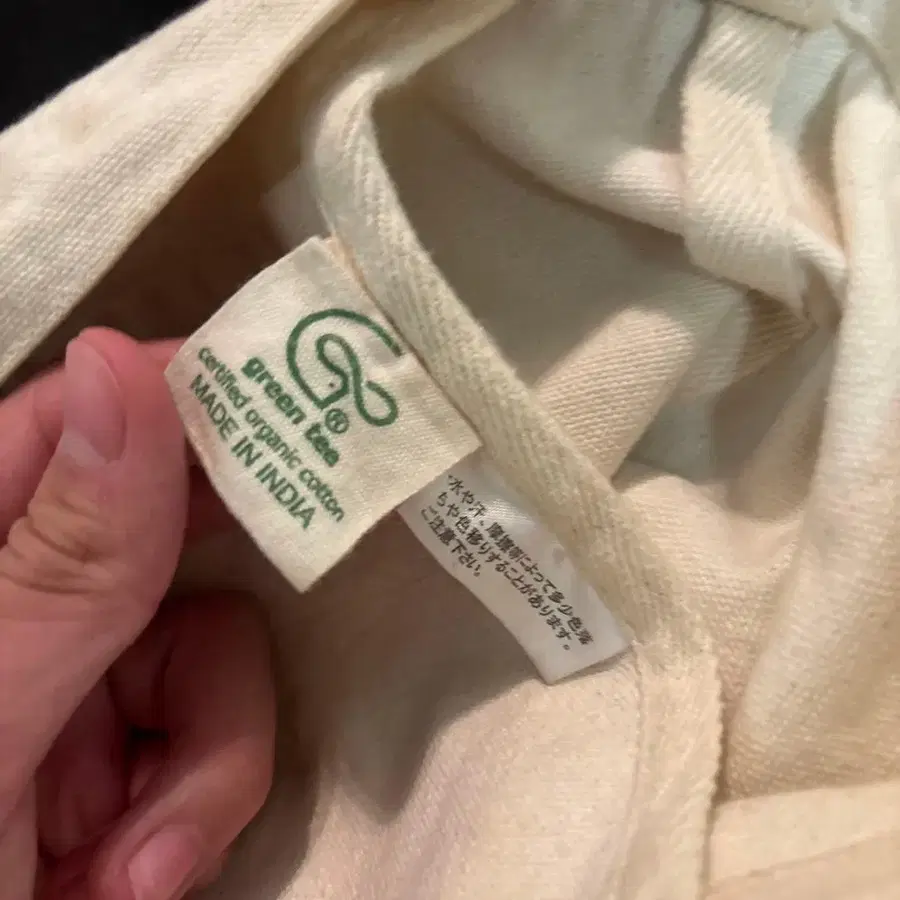 green tee®
certified organic cotton
MADE IN INDIA
*水や汗、摩擦等によって多少色落
ちや色移りすることがあります。
ご注意下さい。